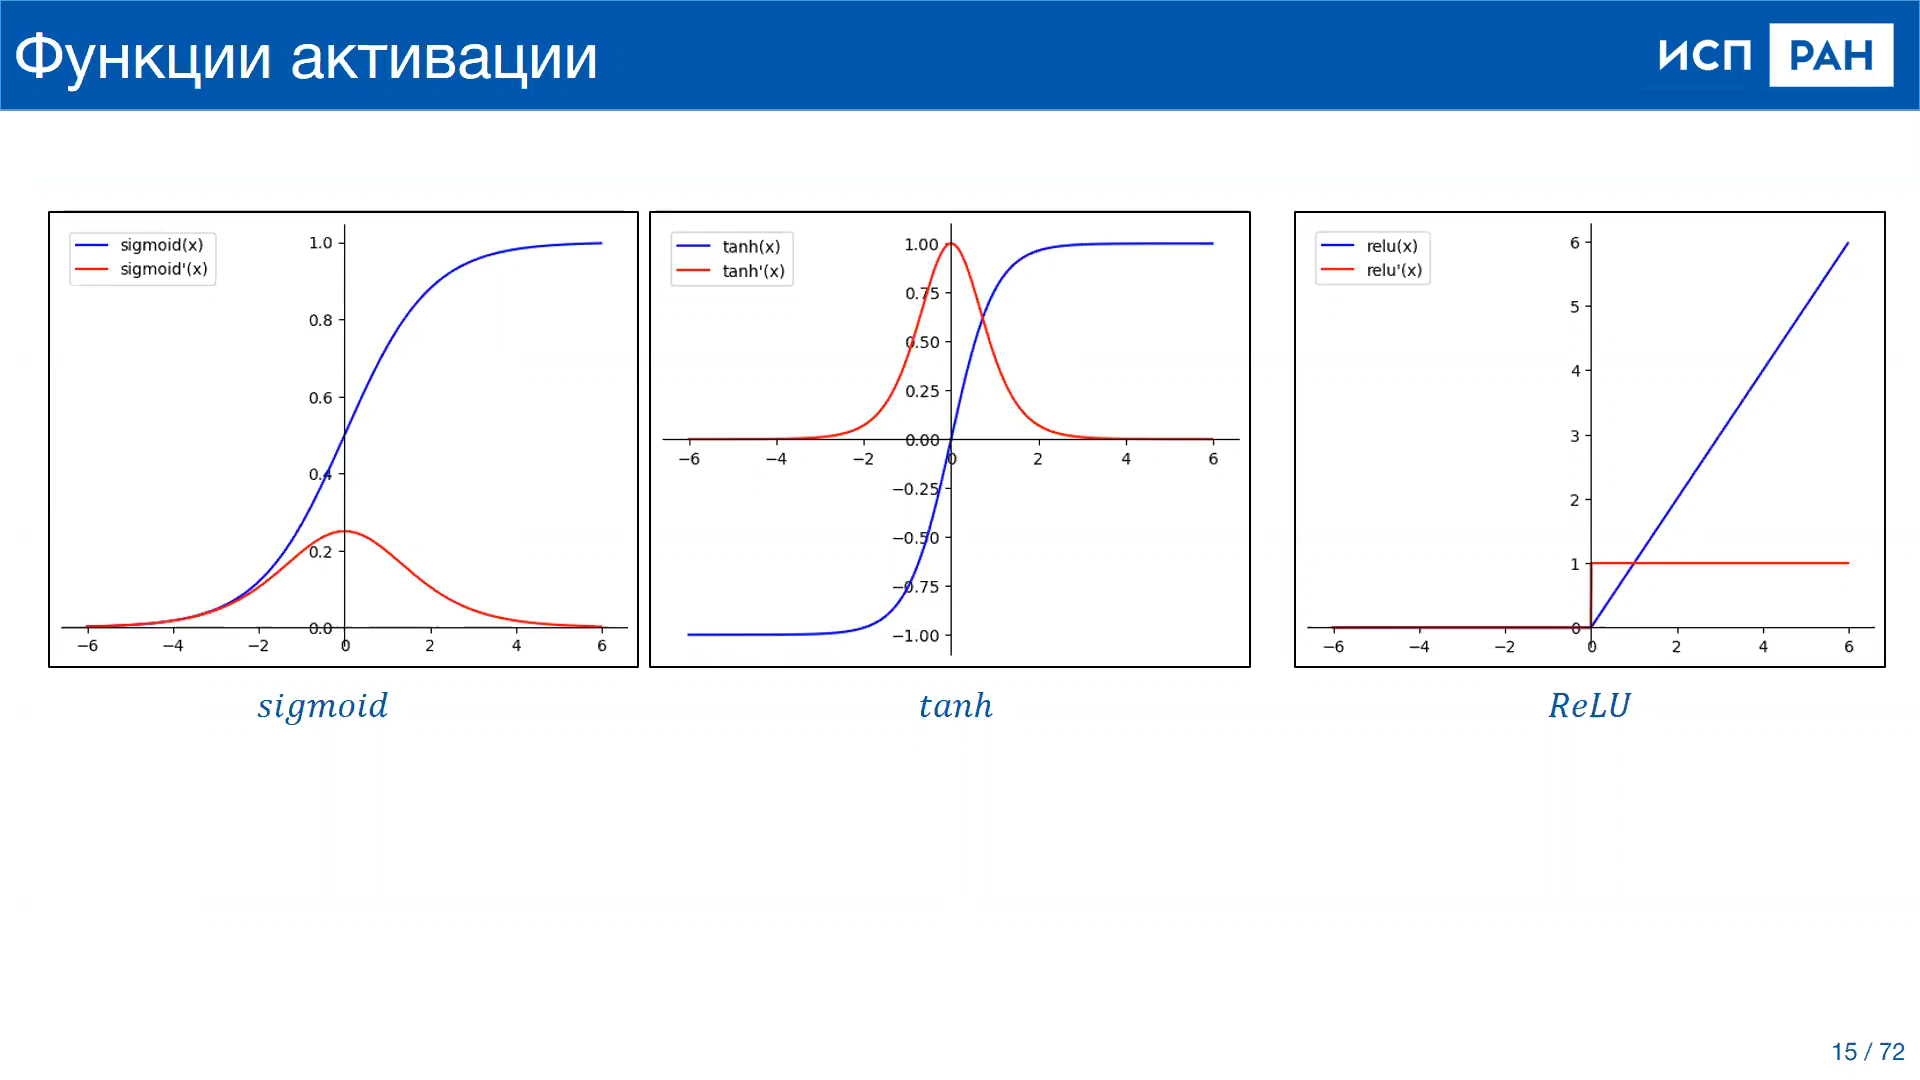 Функции активации
ИСП РАН
sigmoid(x)
sigmoid'(x)
1.0
0.8
0.6
0.4
0.2
0.0
−6 −4 −2 0 2 4 6
sigmoid
tanh(x)
tanh'(x)
1.00
0.75
0.50
0.25
0.00
−6 −4 −2 0 2 4 6
−0.25
−0.50
−0.75
−1.00
tanh
relu(x)
relu'(x)
6
5
4
3
2
1
0
−6 −4 −2 0 2 4 6
ReLU
15 / 72